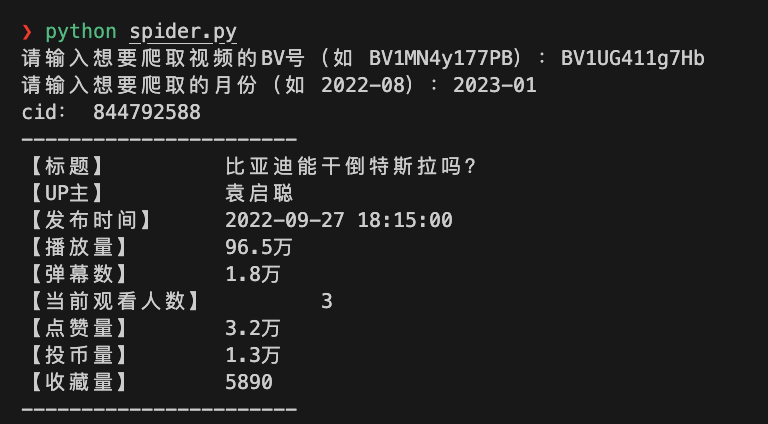 ❯ python spider.py
请输入想要爬取视频的BV号（如 BV1MN4y177PB）：BV1UG411g7Hb
请输入想要爬取的月份（如 2022-08）：2023-01
cid： 844792588
-----------------------
【标题】 比亚迪能干倒特斯拉吗？
【UP主】 袁启聪
【发布时间】 2022-09-27 18:15:00
【播放量】 96.5万
【弹幕数】 1.8万
【当前观看人数】 3
【点赞量】 3.2万
【投币量】 1.3万
【收藏量】 5890
-----------------------